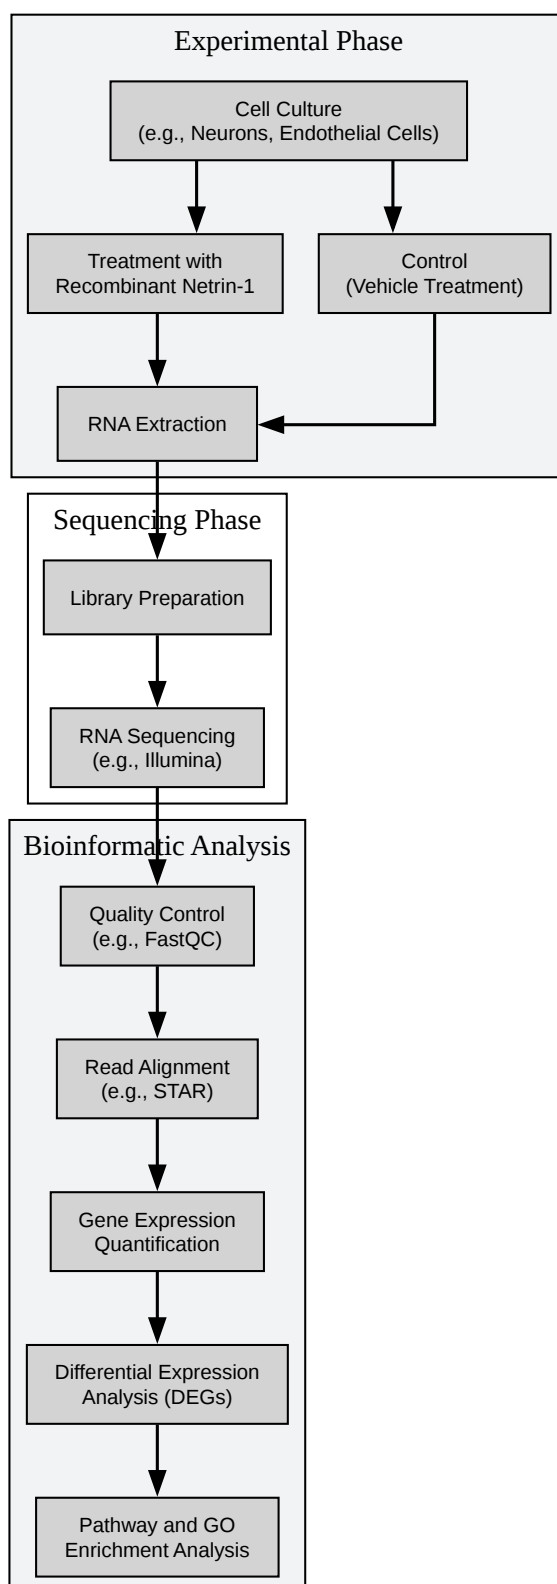 Experimental Phase
Cell Culture
(e.g., Neurons, Endothelial Cells)
Treatment with
Recombinant Netrin-1
Control
(Vehicle Treatment)
RNA Extraction
Sequencing Phase
Library Preparation
RNA Sequencing
(e.g., Illumina)
Bioinformatic Analysis
Quality Control
(e.g., FastQC)
Read Alignment
(e.g., STAR)
Gene Expression
Quantification
Differential Expression
Analysis (DEGs)
Pathway and GO
Enrichment Analysis